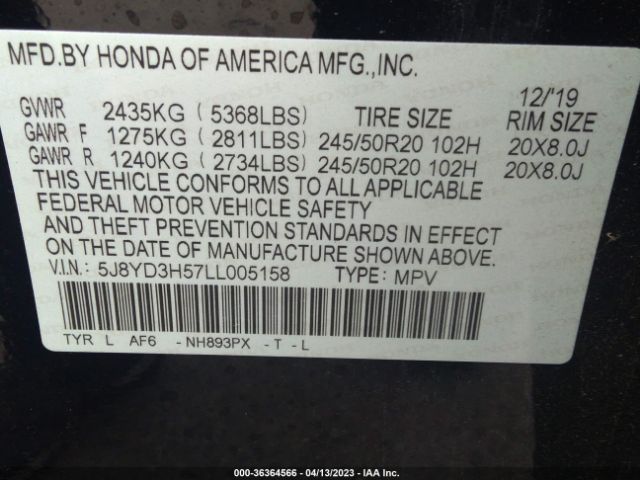 MFD.BY HONDA OF AMERICA MFG.,INC.
12/'19
GVWR 2435KG ( 5368LBS) TIRE SIZE RIM SIZE
GAWR F 1275KG ( 2811LBS) 245/50R20 102H 20X8.0J
GAWR R 1240KG ( 2734LBS) 245/50R20 102H 20X8.0J
THIS VEHICLE CONFORMS TO ALL APPLICABLE
FEDERAL MOTOR VEHICLE SAFETY
AND THEFT PREVENTION STANDARDS IN EFFECT
ON THE DATE OF MANUFACTURE SHOWN ABOVE.
V.I.N.: 5J8YD3H57LL005158 TYPE: MPV
TYR L AF6 - NH893PX - T - L
000-36364566 - 04/13/2023 - IAA Inc.